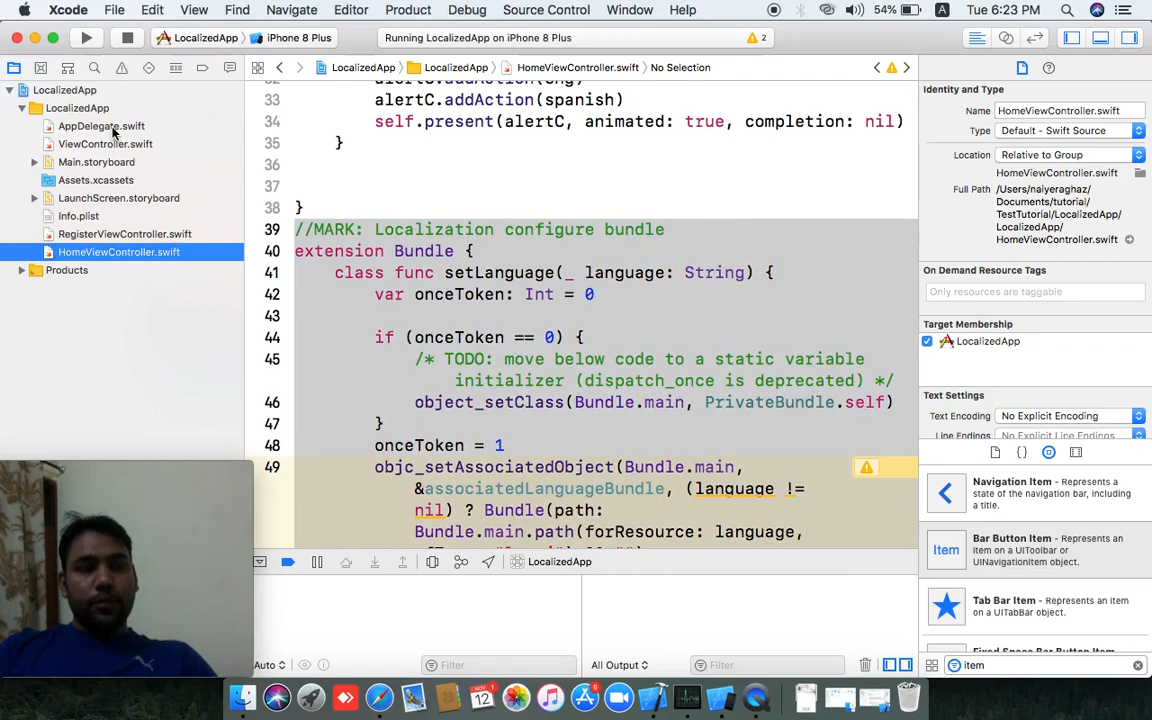 Xcode File Edit View Find Navigate Editor Product Debug Source Control Window Help 54% A Tue 6:23 PM
LocalizedApp iPhone 8 Plus Running LocalizedApp on iPhone 8 Plus 2
LocalizedApp LocalizedApp HomeViewController.swift No Selection
LocalizedApp
LocalizedApp
AppDelegate.swift
ViewController.swift
Main.storyboard
Assets.xcassets
LaunchScreen.storyboard
Info.plist
RegisterViewController.swift
HomeViewController.swift
Products
33 alertC.addAction(spanish)
34 self.present(alertC, animated: true, completion: nil)
35 }
36
37
38 }
39 //MARK: Localization configure bundle
40 extension Bundle {
41 class func setLanguage(_ language: String) {
42 var onceToken: Int = 0
43
44 if (onceToken == 0) {
45 /* TODO: move below code to a static variable
initializer (dispatch_once is deprecated) */
46 object_setClass(Bundle.main, PrivateBundle.self)
47 }
48 onceToken = 1
49 objc_setAssociatedObject(Bundle.main,
&associatedLanguageBundle, (language !=
nil) ? Bundle(path:
Bundle.main.path(forResource: language,
Identity and Type
Name HomeViewController.swift
Type Default - Swift Source
Location Relative to Group
HomeViewController.swift
Full Path /Users/naiyeraghaz/
Documents/tutorial/
TestTutorial/LocalizedApp/
LocalizedApp/
HomeViewController.swift
On Demand Resource Tags
Only resources are taggable
Target Membership
LocalizedApp
Text Settings
Text Encoding No Explicit Encoding
Line Endings No Explicit Line Endings
Navigation Item - Represents a
state of the navigation bar, including
a title.
Item
Bar Button Item - Represents an
item on a UIToolbar or
UINavigationItem object.
Tab Bar Item - Represents an item
on a UITabBar object.
LocalizedApp
Auto Filter All Output Filter item
NOV 12